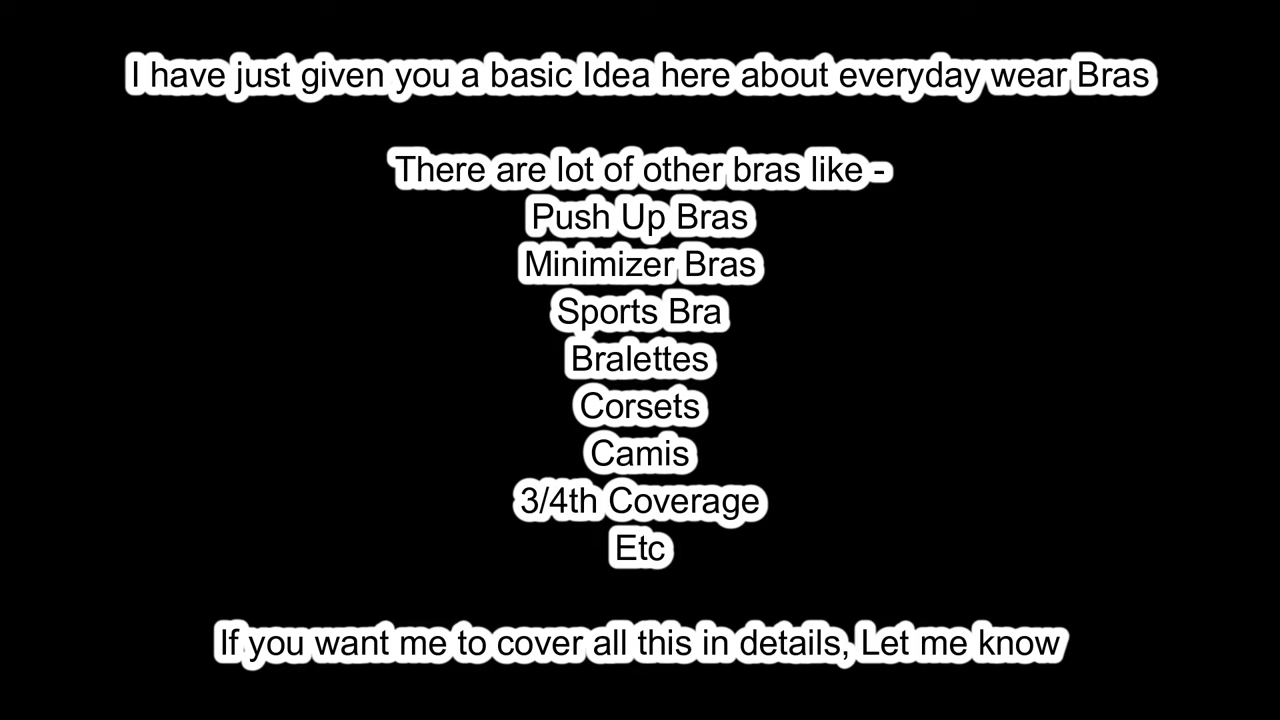 I have just given you a basic Idea here about everyday wear Bras
There are lot of other bras like -
Push Up Bras
Minimizer Bras
Sports Bra
Bralettes
Corsets
Camis
3/4th Coverage
Etc
If you want me to cover all this in details, Let me know